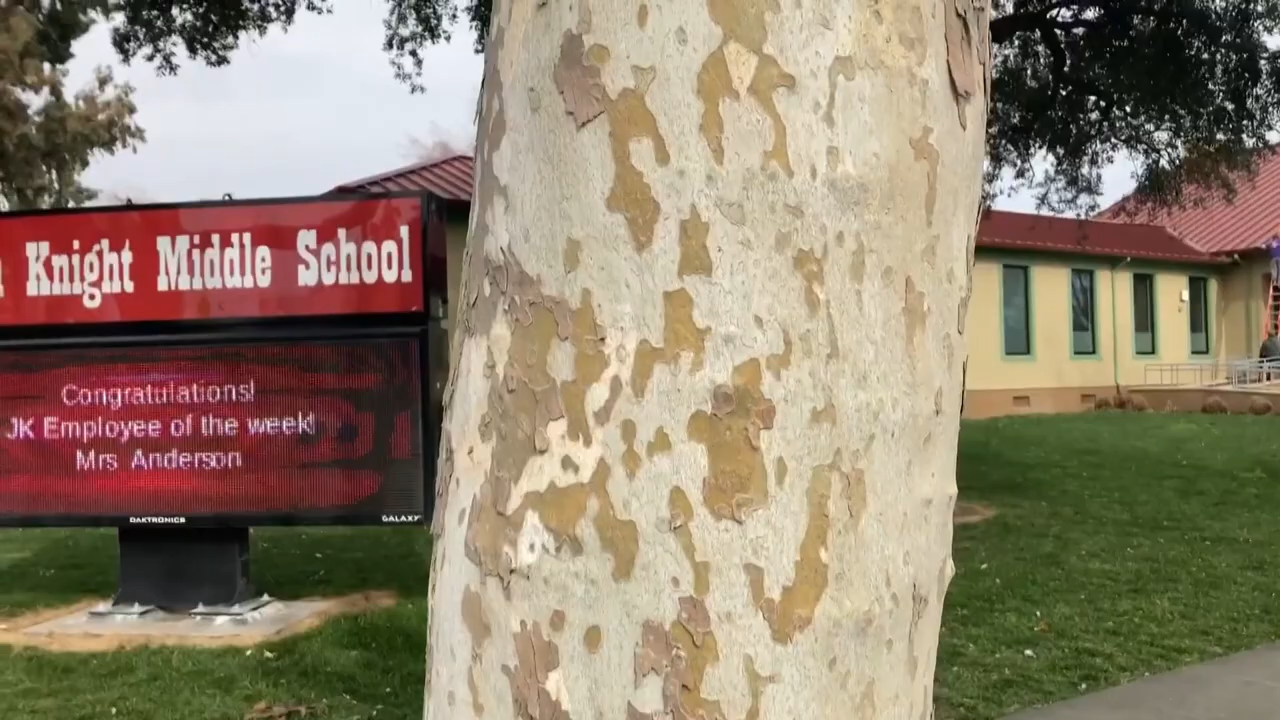 Knight Middle School
Congratulations!
JK Employee of the week!
Mrs Anderson
DAKTRONICS
GALAXY